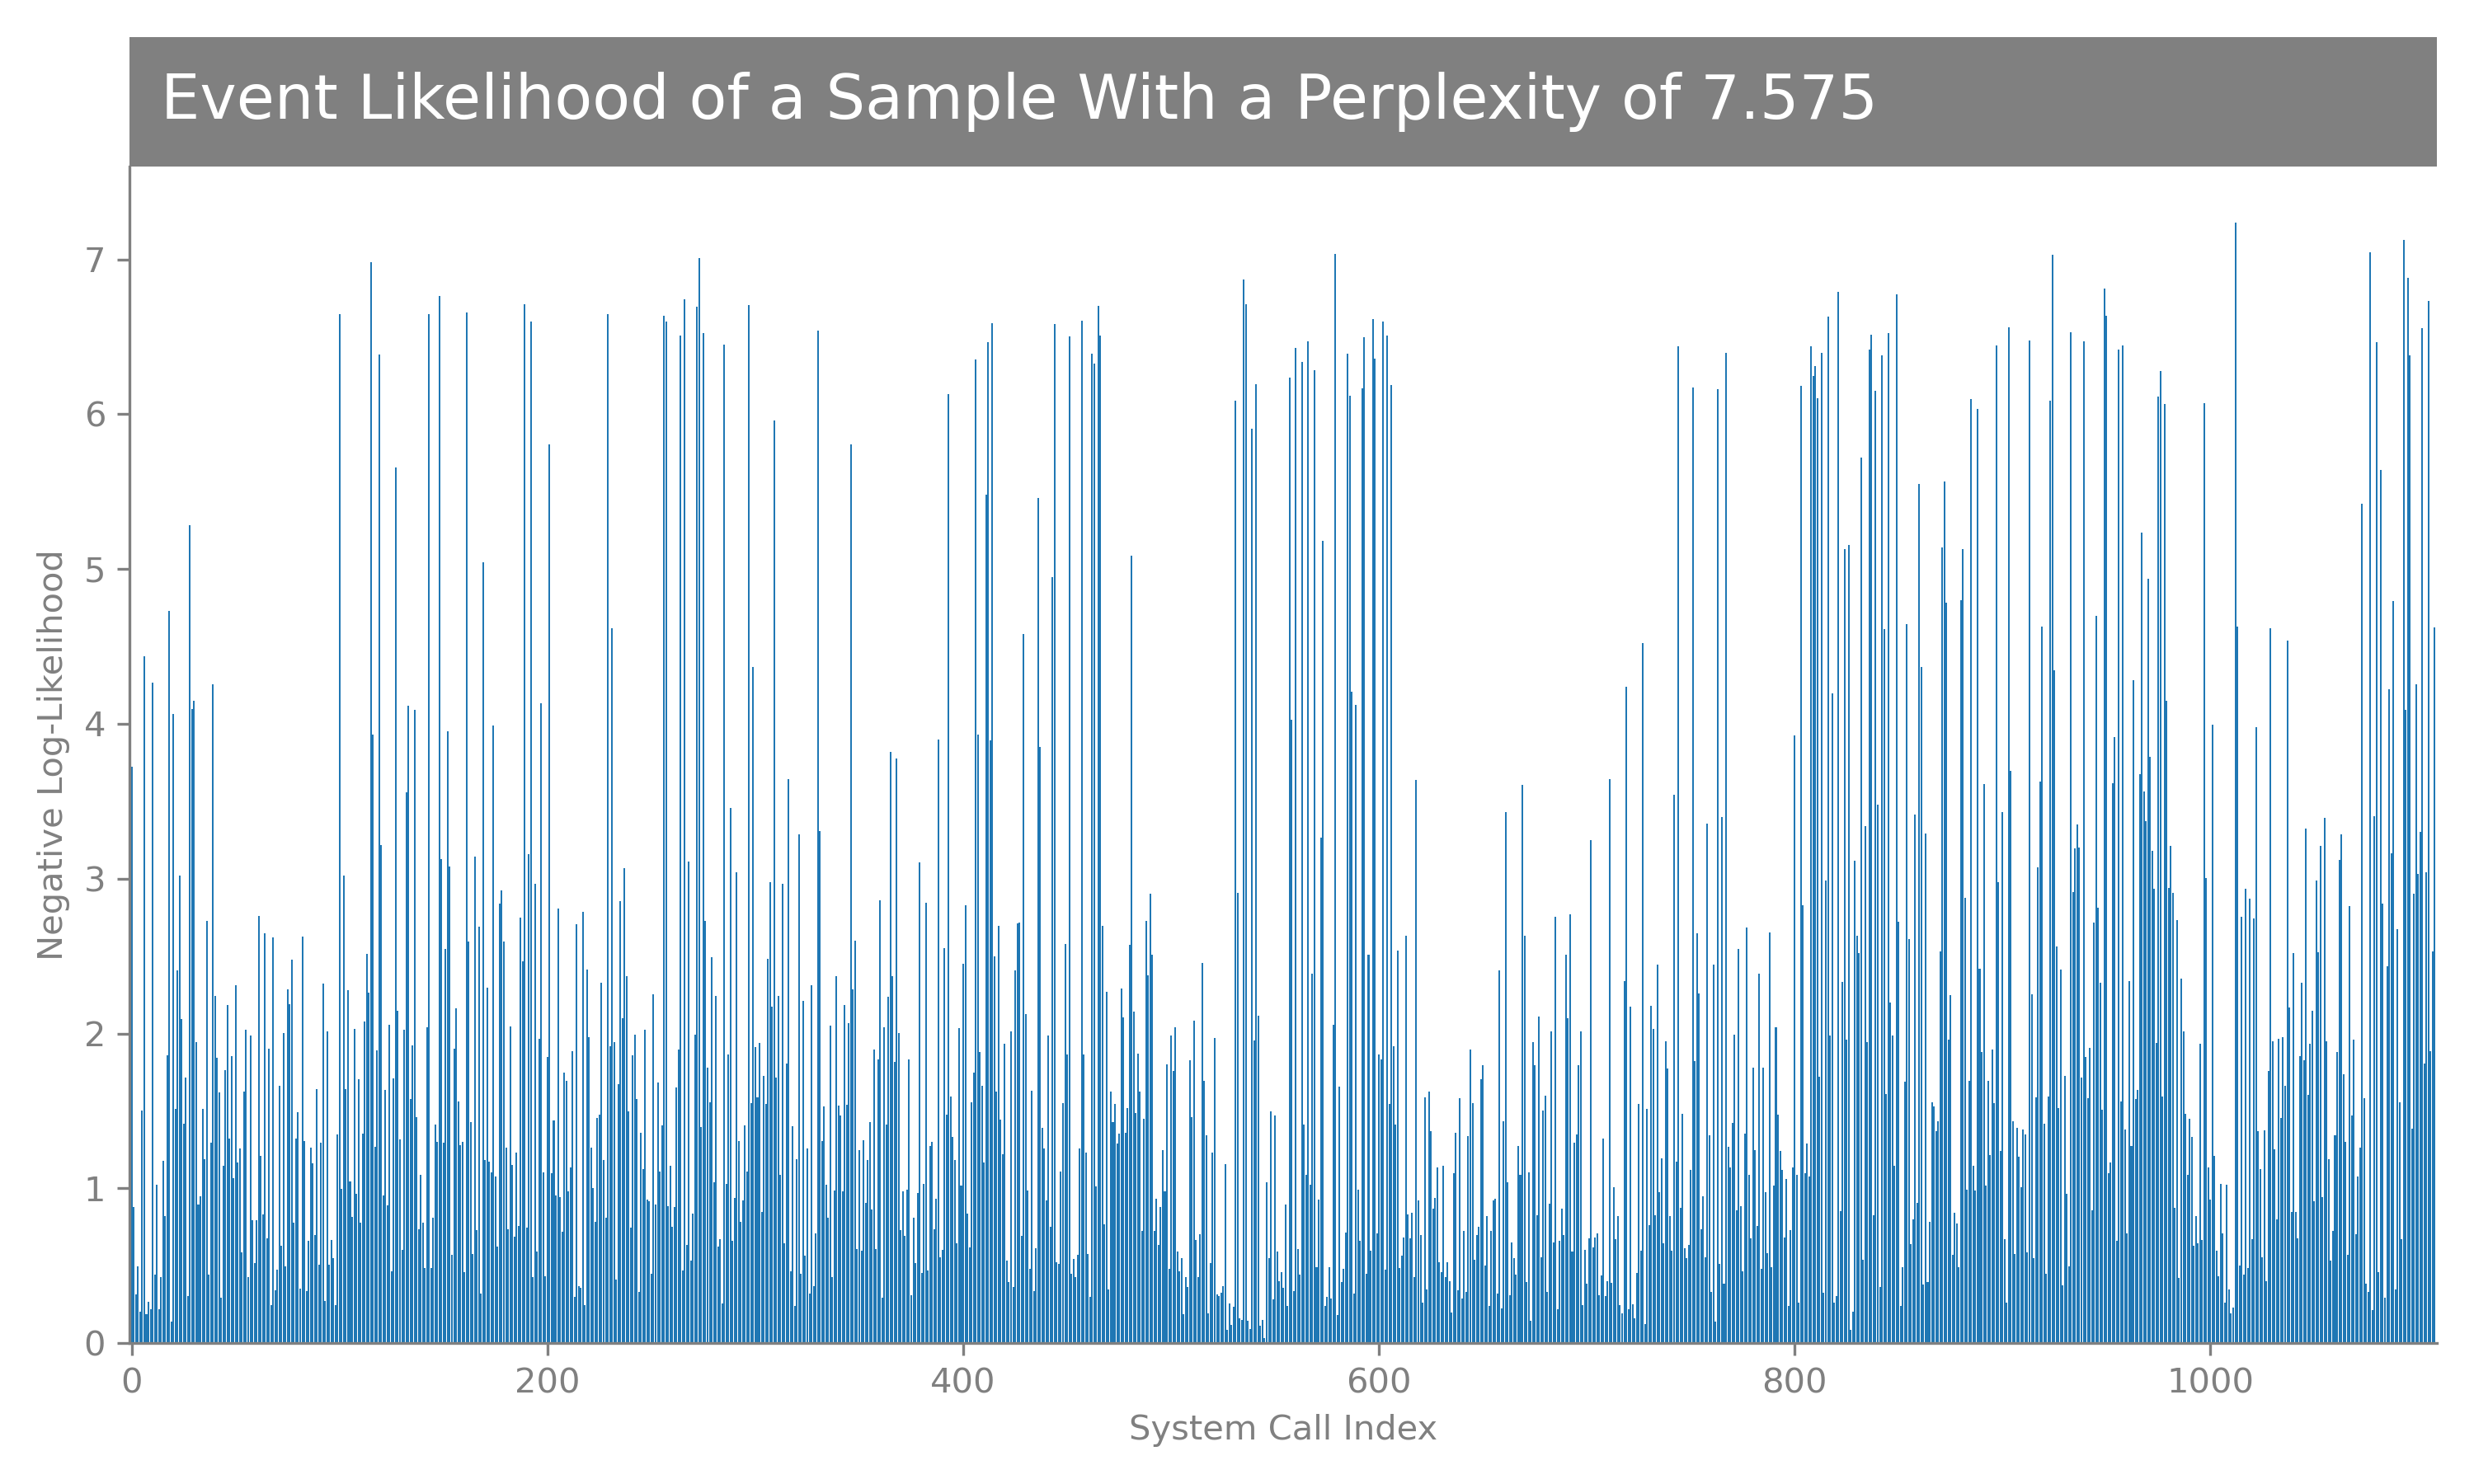 Event Likelihood of a Sample With a Perplexity of 7.575
7
6
5
4
3
2
1
0
Negative Log-Likelihood
0 200 400 600 800 1000
System Call Index